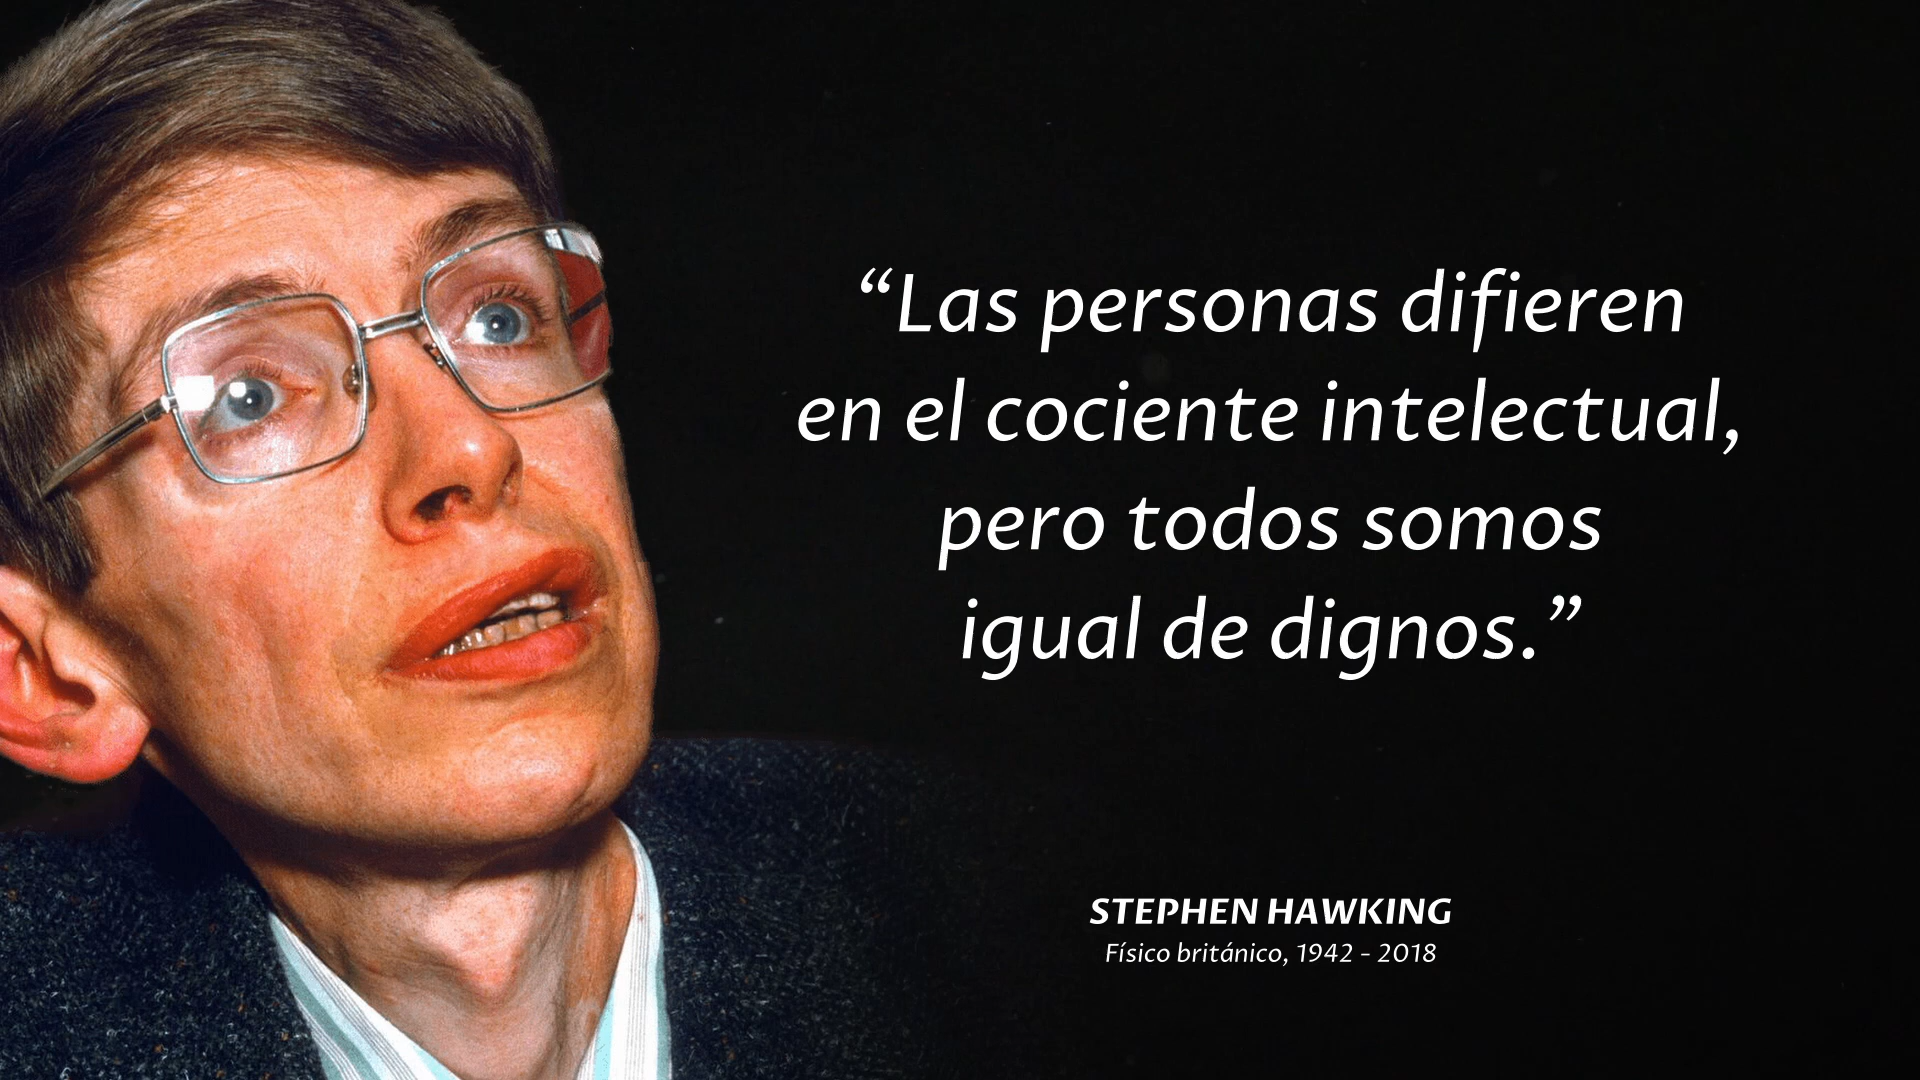 “Las personas difieren
en el cociente intelectual,
pero todos somos
igual de dignos.”
STEPHEN HAWKING
Físico británico, 1942 - 2018